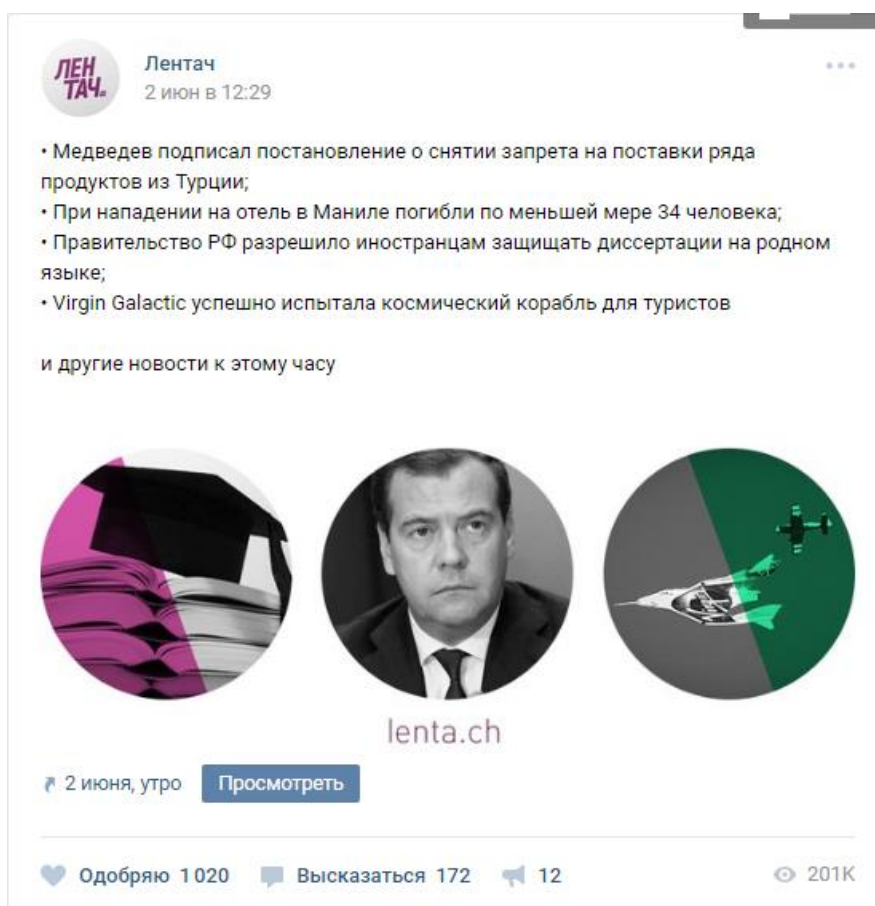 ЛЕН
ТАЧ.
Лентач
2 июн в 12:29
• Медведев подписал постановление о снятии запрета на поставки ряда
продуктов из Турции;
• При нападении на отель в Маниле погибли по меньшей мере 34 человека;
• Правительство РФ разрешило иностранцам защищать диссертации на родном
языке;
• Virgin Galactic успешно испытала космический корабль для туристов
и другие новости к этому часу
lenta.ch
2 июня, утро Просмотреть
Одобряю 1 020 Высказаться 172 12 201K